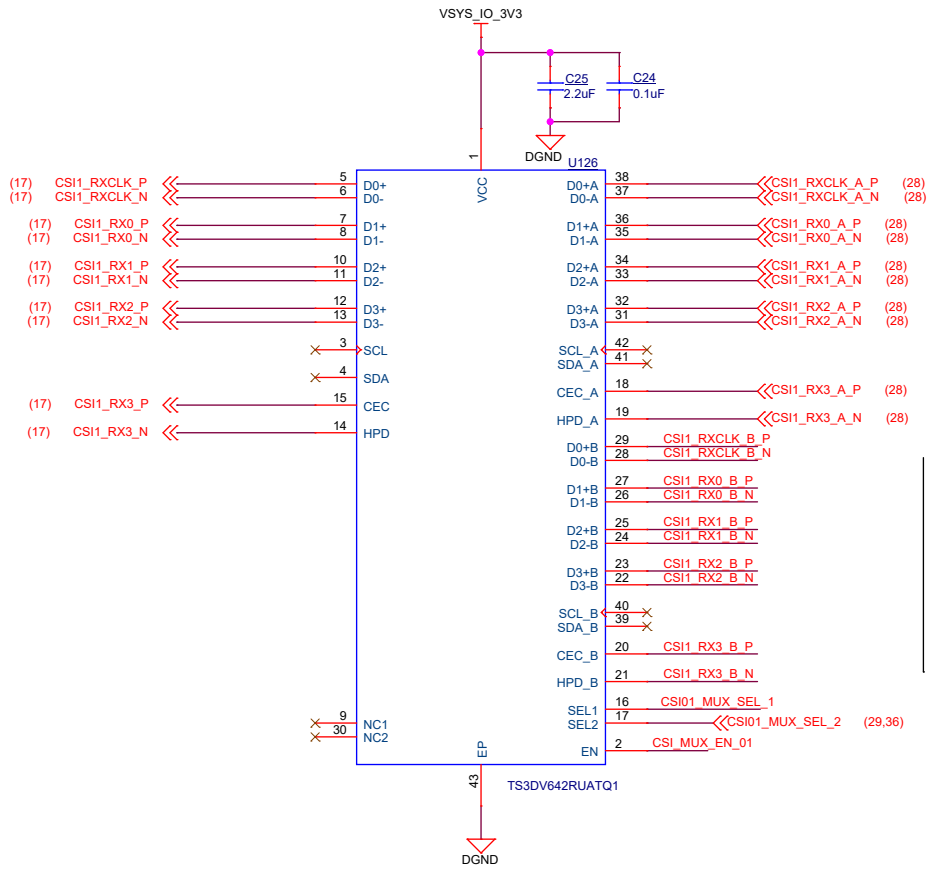 VSYS_IO_3V3
C25
2.2uF
C24
0.1uF
DGND
U126
1
VCC
(17) CSI1_RXCLK_P 5 D0+ D0+A 38 CSI1_RXCLK_A_P (28)
(17) CSI1_RXCLK_N 6 D0- D0-A 37 CSI1_RXCLK_A_N (28)
(17) CSI1_RX0_P 7 D1+ D1+A 36 CSI1_RX0_A_P (28)
(17) CSI1_RX0_N 8 D1- D1-A 35 CSI1_RX0_A_N (28)
(17) CSI1_RX1_P 10 D2+ D2+A 34 CSI1_RX1_A_P (28)
(17) CSI1_RX1_N 11 D2- D2-A 33 CSI1_RX1_A_N (28)
(17) CSI1_RX2_P 12 D3+ D3+A 32 CSI1_RX2_A_P (28)
(17) CSI1_RX2_N 13 D3- D3-A 31 CSI1_RX2_A_N (28)
3 SCL SCL_A 42
SDA_A 41
4 SDA
CEC_A 18 CSI1_RX3_A_P (28)
(17) CSI1_RX3_P 15 CEC
HPD_A 19 CSI1_RX3_A_N (28)
(17) CSI1_RX3_N 14 HPD
D0+B 29 CSI1_RXCLK_B_P
D0-B 28 CSI1_RXCLK_B_N
D1+B 27 CSI1_RX0_B_P
D1-B 26 CSI1_RX0_B_N
D2+B 25 CSI1_RX1_B_P
D2-B 24 CSI1_RX1_B_N
D3+B 23 CSI1_RX2_B_P
D3-B 22 CSI1_RX2_B_N
SCL_B 40
SDA_B 39
CEC_B 20 CSI1_RX3_B_P
HPD_B 21 CSI1_RX3_B_N
SEL1 16 CSI01_MUX_SEL_1
9 NC1 SEL2 17 CSI01_MUX_SEL_2 (29,36)
30 NC2
EN 2 CSI_MUX_EN_01
EP
43
TS3DV642RUATQ1
DGND